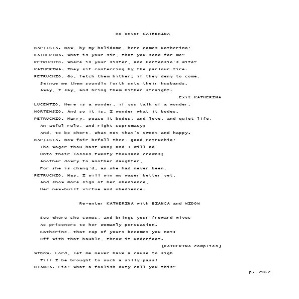 Re-enter KATHERINA
BAPTISTA. Now, by my holidame, here comes Katherina!
KATHERINA. What is your sir, that you send for me?
PETRUCHIO. Where is your sister, and Hortensio's wife?
KATHERINA. They sit conferring by the parlour fire.
PETRUCHIO. Go, fetch them hither; if they deny to come,
Swinge me them soundly forth unto their husbands.
Away, I say, and bring them hither straight.
Exit KATHERINA
LUCENTIO. Here is a wonder, if you talk of a wonder.
HORTENSIO. And so it is. I wonder what it bodes.
PETRUCHIO. Marry, peace it bodes, and love, and quiet life,
An awful rule, and right supremacy;
And, to be short, what not that's sweet and happy.
BAPTISTA. Now fair befall thee, good Petruchio!
The wager thou hast won; and I will add
Unto their losses twenty thousand crowns;
Another dowry to another daughter,
For she is chang'd, as she had never been.
PETRUCHIO. Nay, I will win my wager better yet,
And show more sign of her obedience,
Her new-built virtue and obedience.
Re-enter KATHERINA with BIANCA and WIDOW
See where she comes, and brings your froward wives
As prisoners to her womanly persuasion.
Katherine, that cap of yours becomes you not:
Off with that bauble, throw it underfoot.
[KATHERINA complies]
WIDOW. Lord, let me never have a cause to sigh
Till I be brought to such a silly pass!
BIANCA. Fie! what a foolish duty call you this?